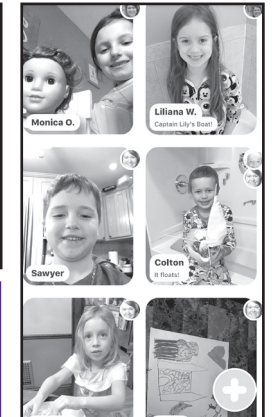 Monica O.
Liliana W.
Captain Lily's Boat!
Sawyer
Colton
It floats!